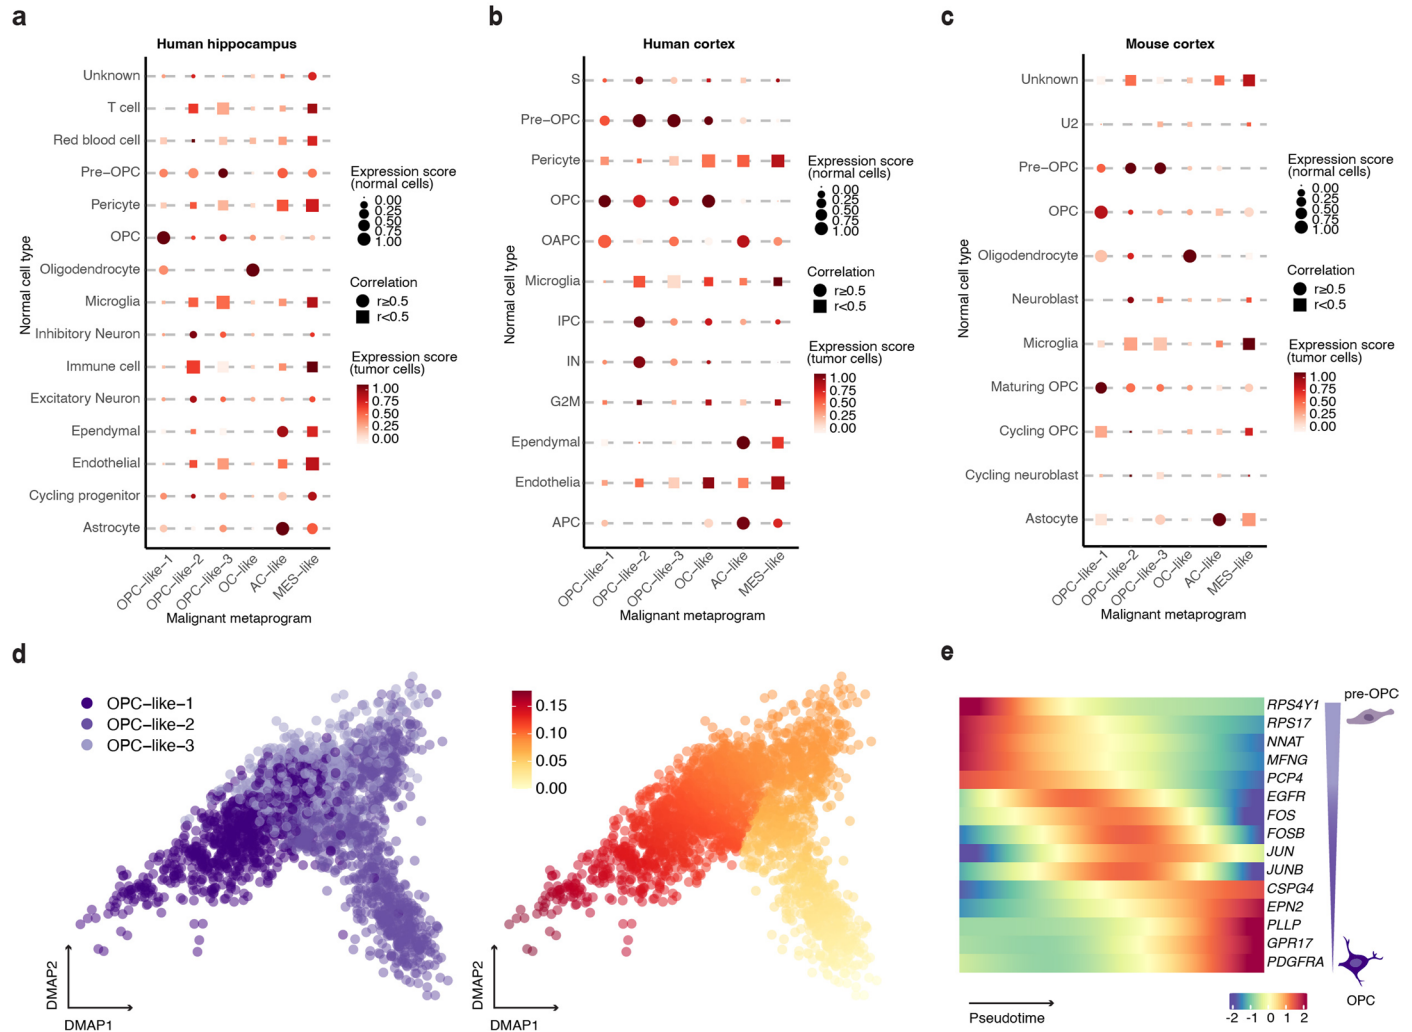 a
Human hippocampus
Unknown
T cell
Red blood cell
Pre−OPC
Pericyte
OPC
Oligodendrocyte
Microglia
Inhibitory Neuron
Immune cell
Excitatory Neuron
Ependymal
Endothelial
Cycling progenitor
Astrocyte
Normal cell type
OPC−like−1
OPC−like−2
OPC−like−3
OC−like
AC−like
MES−like
Malignant metaprogram
Expression score
(normal cells)
0.00
0.25
0.50
0.75
1.00
Correlation
r≥0.5
r<0.5
Expression score
(tumor cells)
1.00
0.75
0.50
0.25
0.00
b
Human cortex
S
Pre−OPC
Pericyte
OPC
OAPC
Microglia
IPC
IN
G2M
Ependymal
Endothelia
APC
Normal cell type
OPC−like−1
OPC−like−2
OPC−like−3
OC−like
AC−like
MES−like
Malignant metaprogram
Expression score
(normal cells)
0.00
0.25
0.50
0.75
1.00
Correlation
r≥0.5
r<0.5
Expression score
(tumor cells)
1.00
0.75
0.50
0.25
0.00
c
Mouse cortex
Unknown
U2
Pre−OPC
OPC
Oligodendrocyte
Neuroblast
Microglia
Maturing OPC
Cycling OPC
Cycling neuroblast
Astocyte
Normal cell type
OPC−like−1
OPC−like−2
OPC−like−3
OC−like
AC−like
MES−like
Malignant metaprogram
Expression score
(normal cells)
0.00
0.25
0.50
0.75
1.00
Correlation
r≥0.5
r<0.5
Expression score
(tumor cells)
1.00
0.75
0.50
0.25
0.00
d
OPC−like−1
OPC−like−2
OPC−like−3
DMAP2
DMAP1
0.15
0.10
0.05
0.00
DMAP2
DMAP1
e
RPS4Y1
RPS17
NNAT
MFNG
PCP4
EGFR
FOS
FOSB
JUN
JUNB
CSPG4
EPN2
PLLP
GPR17
PDGFRA
pre-OPC
OPC
Pseudotime
-2 -1 0 1 2